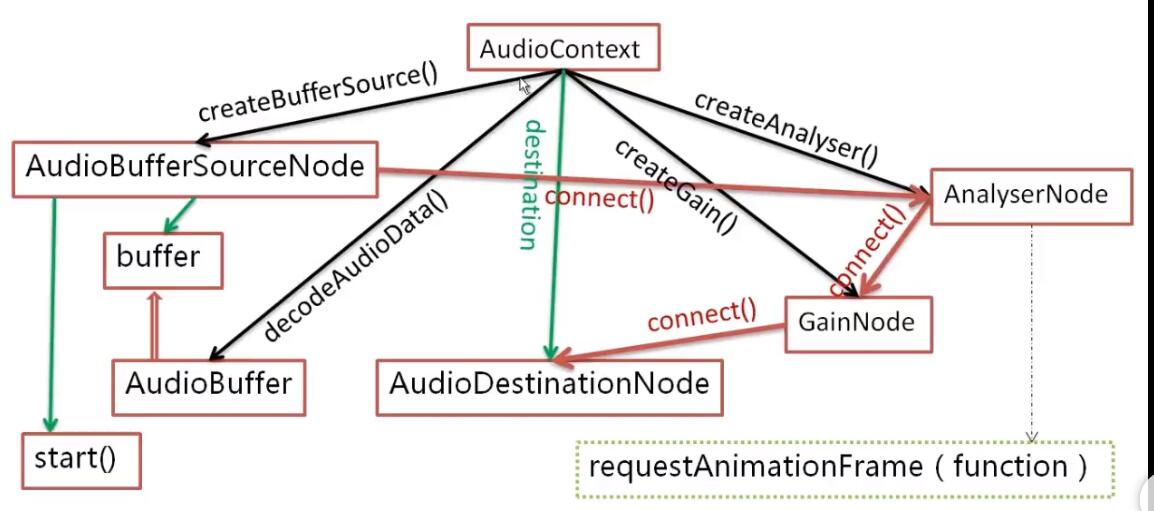 AudioContext
createBufferSource()
createAnalyser()
destination
createGain()
AudioBufferSourceNode
connect()
AnalyserNode
buffer
decodeAudioData()
connect()
connect()
GainNode
AudioBuffer
AudioDestinationNode
start()
requestAnimationFrame ( function )